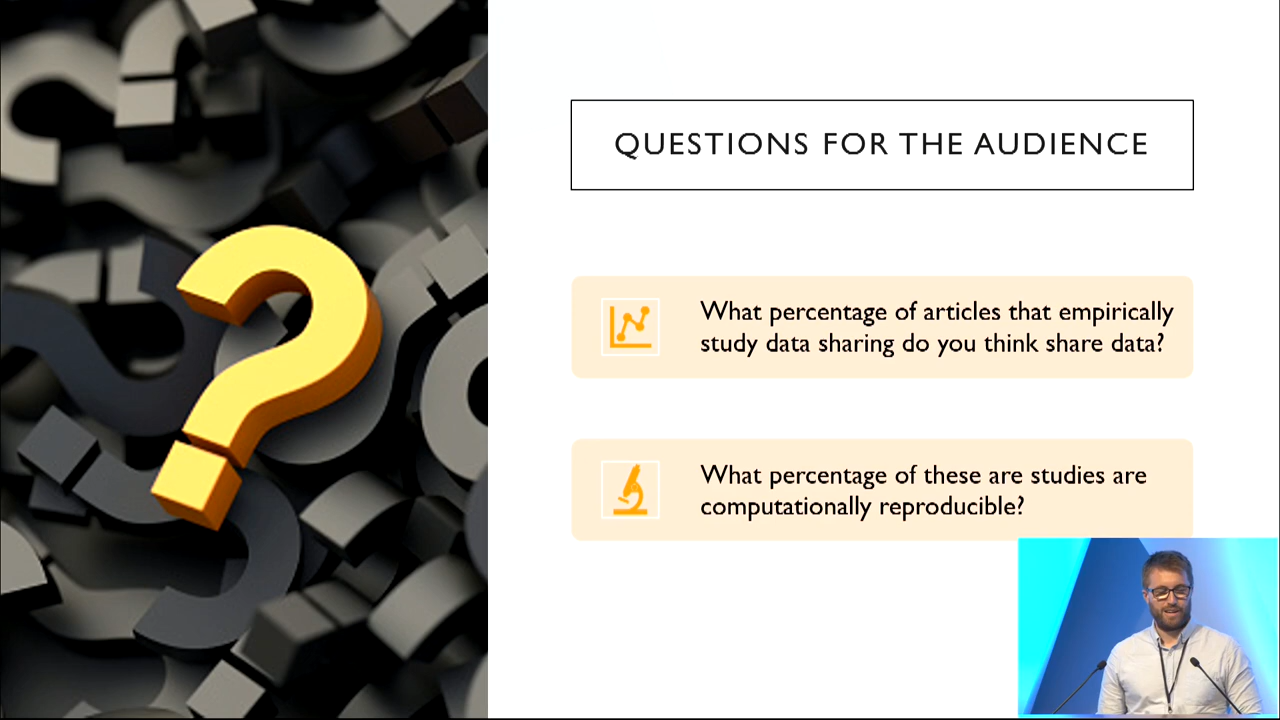 QUESTIONS FOR THE AUDIENCE
What percentage of articles that empirically
study data sharing do you think share data?
What percentage of these are studies are
computationally reproducible?